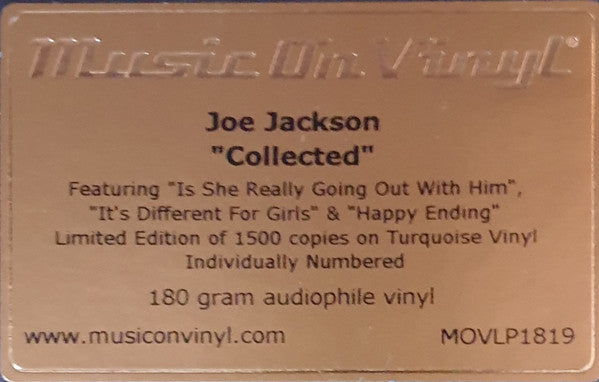 Music On Vinyl®
Joe Jackson
"Collected"
Featuring "Is She Really Going Out With Him",
"It's Different For Girls" & "Happy Ending"
Limited Edition of 1500 copies on Turquoise Vinyl
Individually Numbered
180 gram audiophile vinyl
www.musiconvinyl.com MOVLP1819